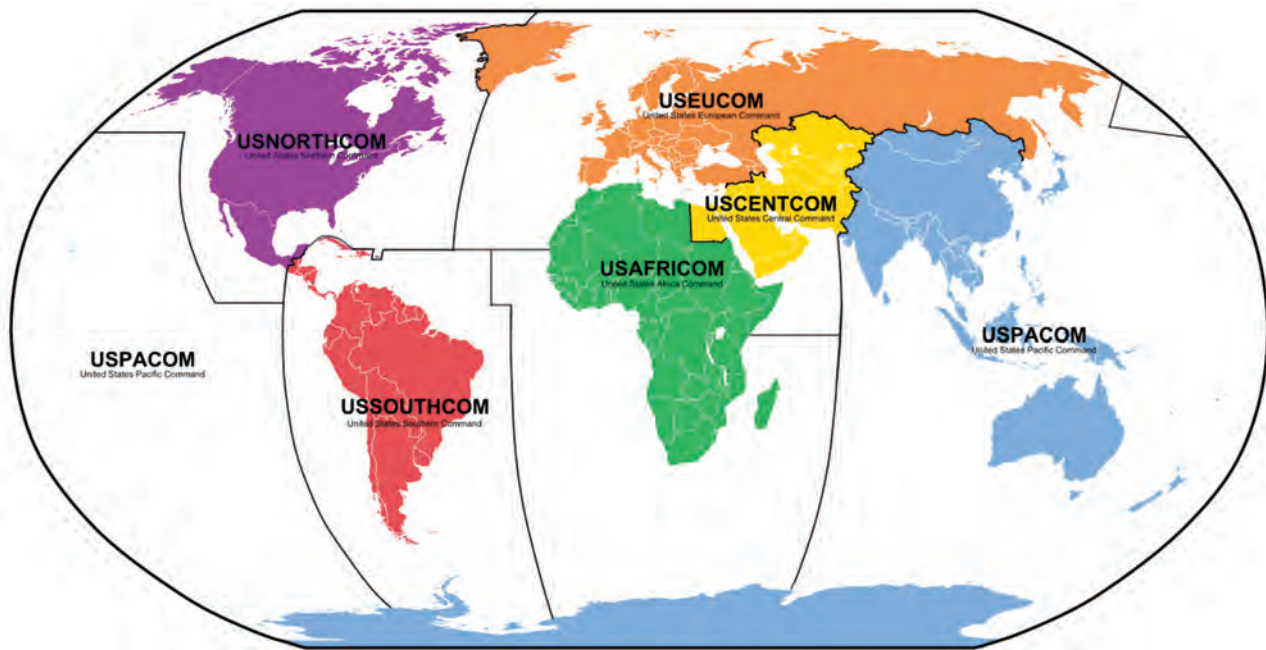 USEUCOM
United States European Command
USNORTHCOM
United States Northern Command
USCENTCOM
United States Central Command
USAFRICOM
United States Africa Command
USPACOM
United States Pacific Command
USPACOM
United States Pacific Command
USSOUTHCOM
United States Southern Command